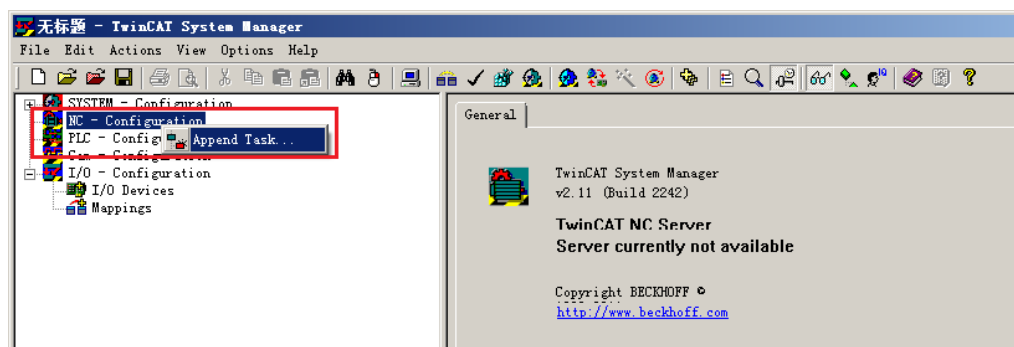 无标题 - TwinCAT System Manager
File Edit Actions View Options Help
SYSTEM - Configuration
NC - Configuration
PLC - Config
Append Task...
Cam - Configuration
I/O - Configuration
I/O Devices
Mappings
General
TwinCAT System Manager
v2.11 (Build 2242)
TwinCAT NC Server
Server currently not available
Copyright BECKHOFF ©
http://www.beckhoff.com